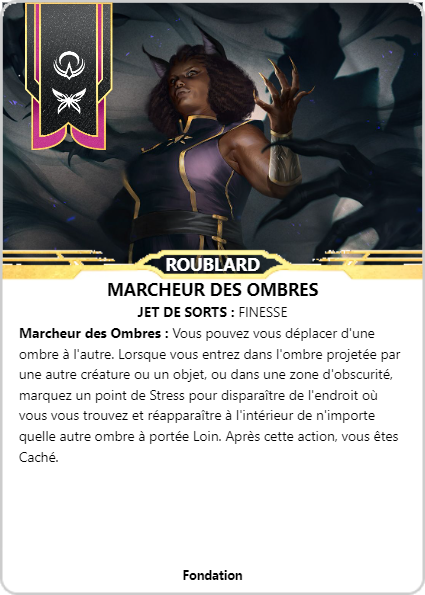 ROUBLARD
MARCHEUR DES OMBRES
JET DE SORTS : FINESSE
Marcheur des Ombres : Vous pouvez vous déplacer d'une
ombre à l'autre. Lorsque vous entrez dans l'ombre projetée par
une autre créature ou un objet, ou dans une zone d'obscurité,
marquez un point de Stress pour disparaître de l'endroit où
vous vous trouvez et réapparaître à l'intérieur de n'importe
quelle autre ombre à portée Loin. Après cette action, vous êtes
Caché.
Fondation